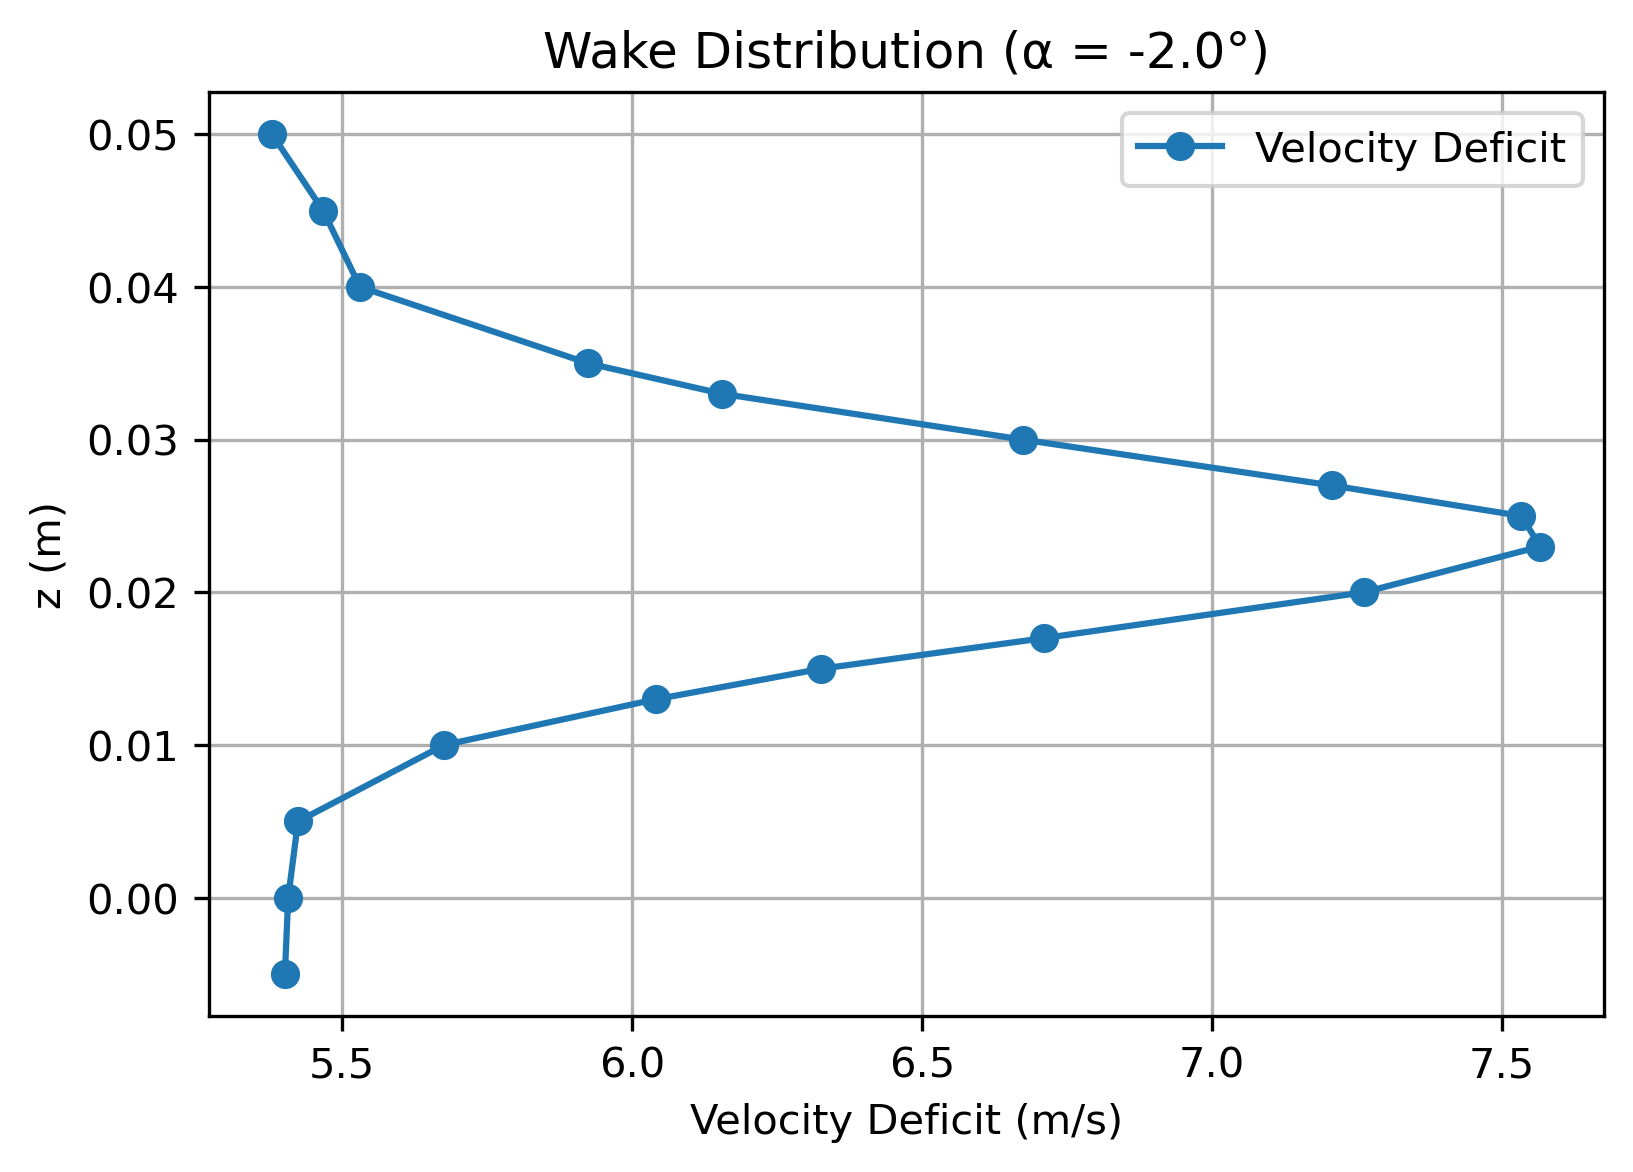 Wake Distribution (α = -2.0°)
Velocity Deficit
0.05
0.04
0.03
0.02
0.01
0.00
z (m)
5.5 6.0 6.5 7.0 7.5
Velocity Deficit (m/s)